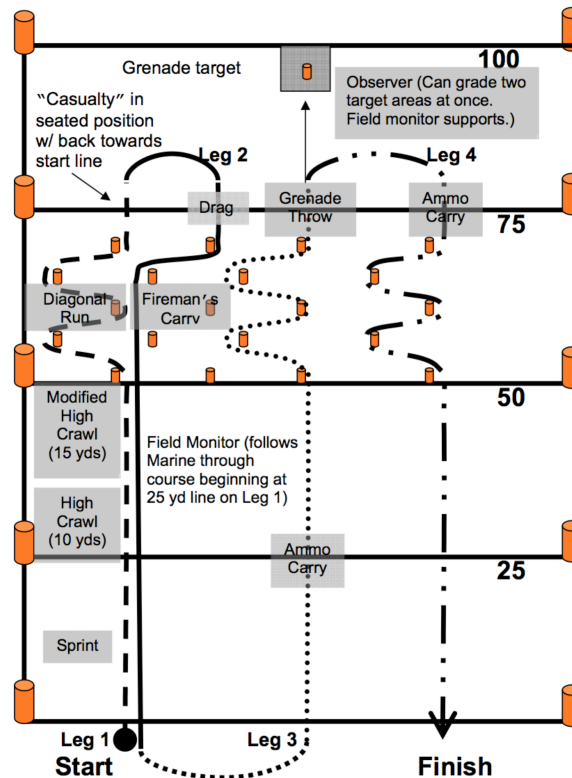 100
Grenade target
Observer (Can grade two
target areas at once.
Field monitor supports.)
"Casualty" in
seated position
w/ back towards
start line
Leg 2
Leg 4
Drag
Grenade
Throw
Ammo
Carry
75
Diagonal
Run
Fireman's
Carry
50
Modified
High
Crawl
(15 yds)
Field Monitor (follows
Marine through
course beginning at
25 yd line on Leg 1)
High
Crawl
(10 yds)
Ammo
Carry
25
Sprint
Leg 1
Leg 3
Start
Finish